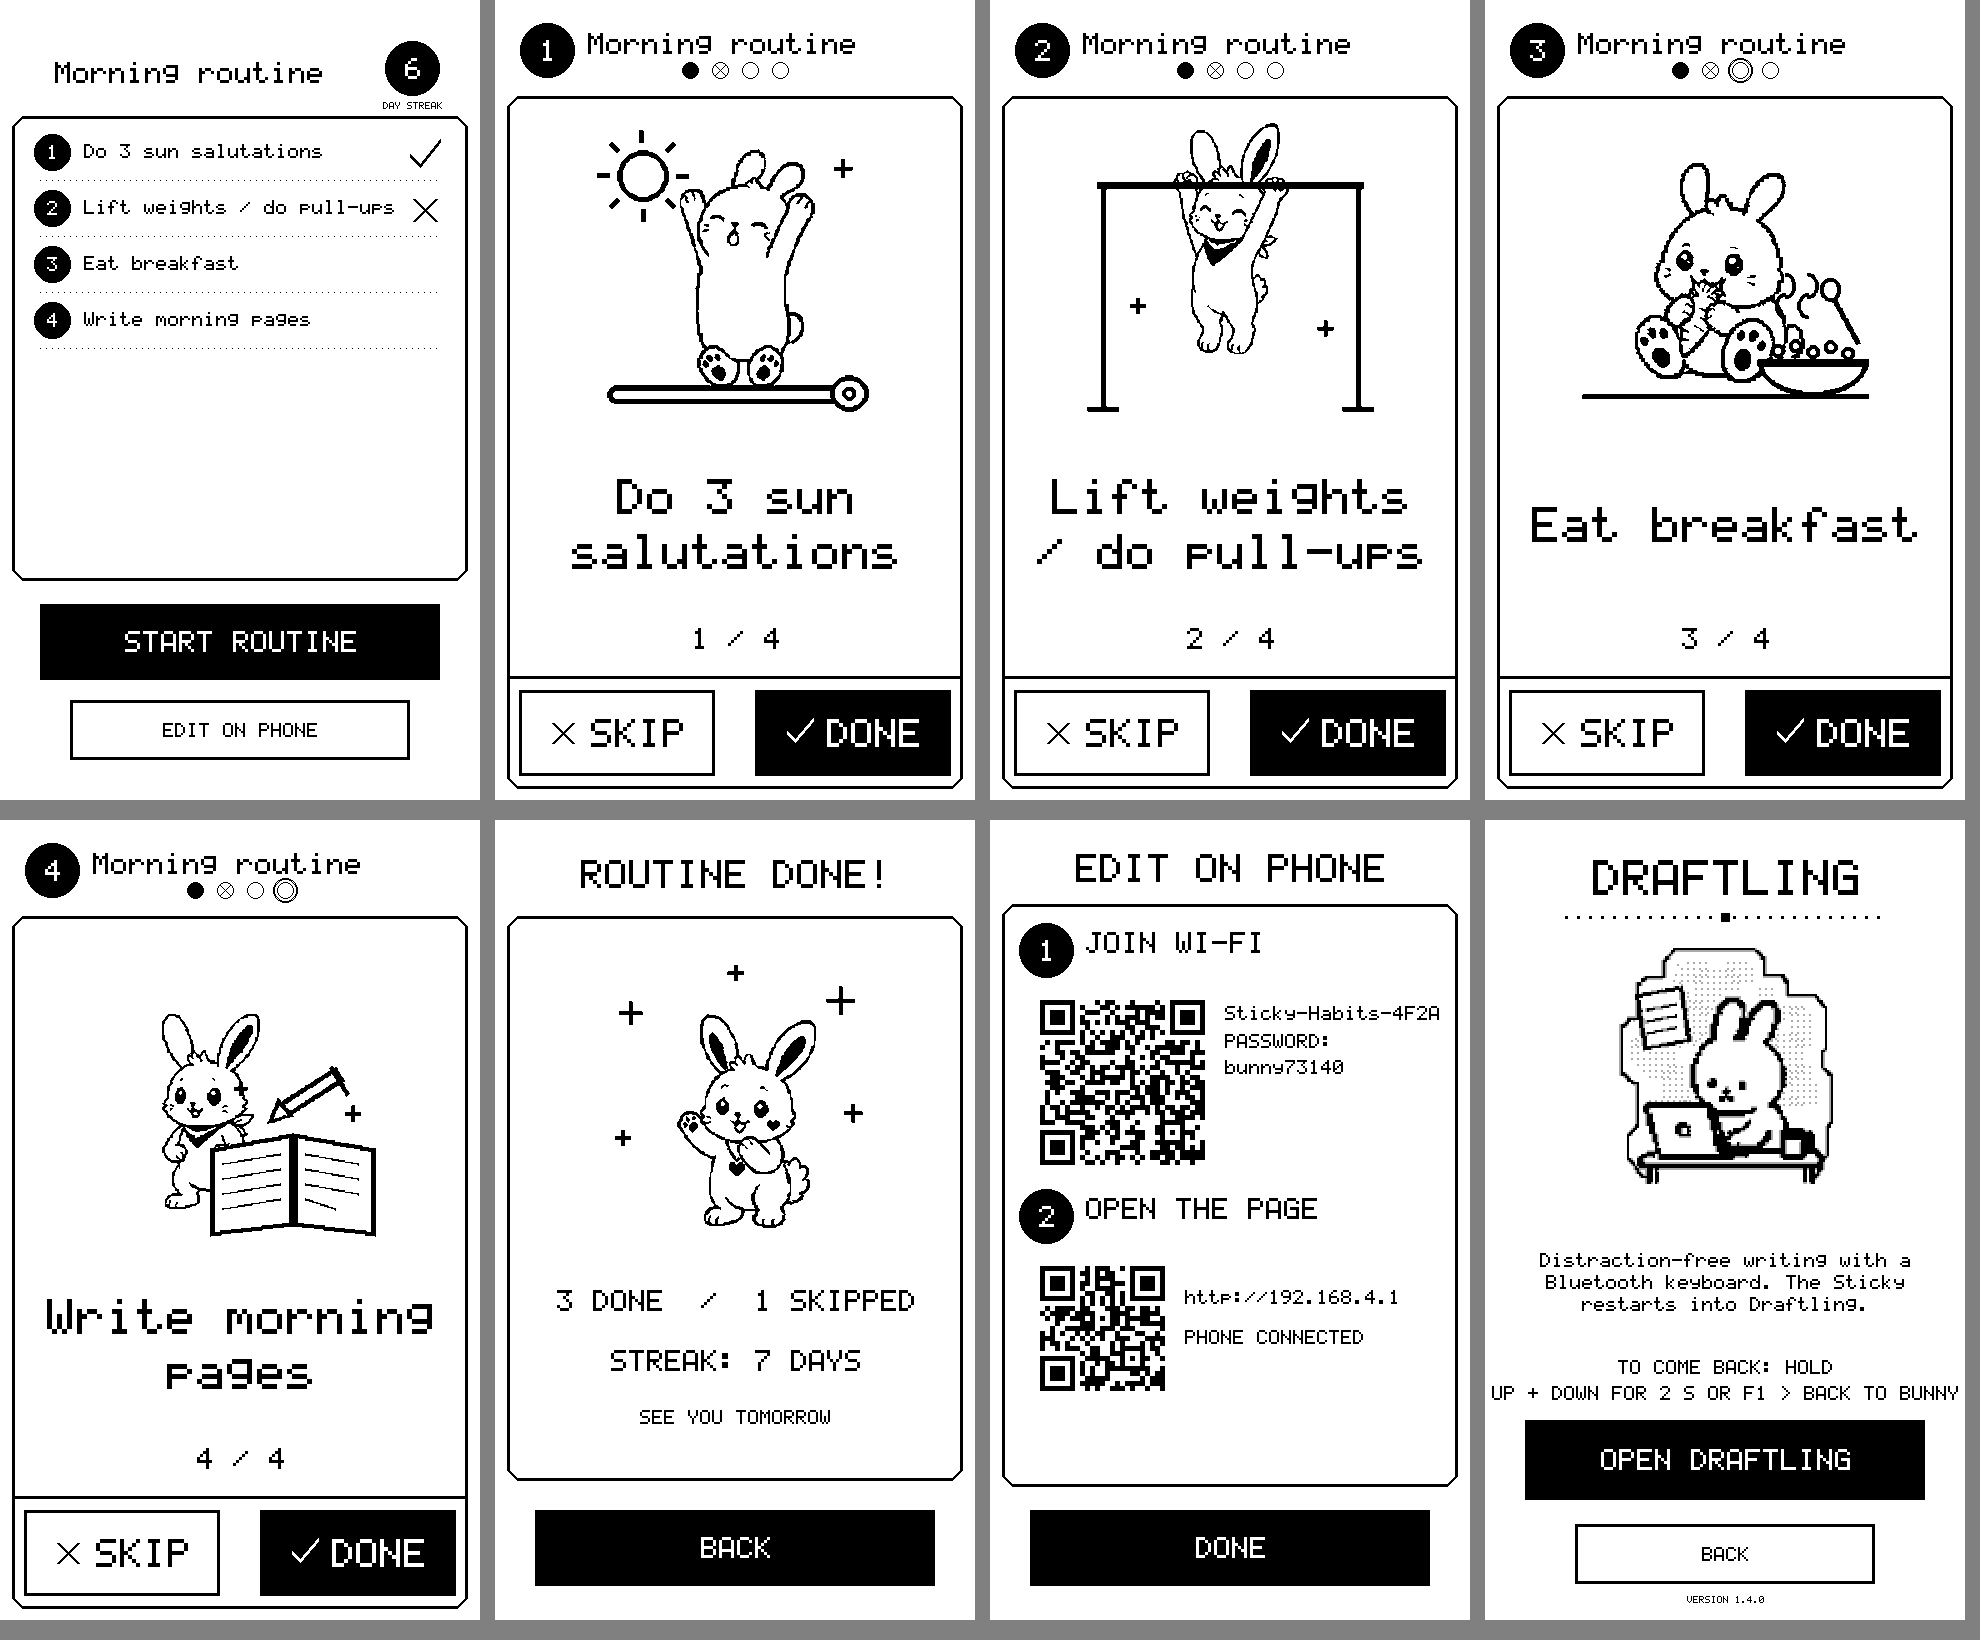 Morning routine
6
DAY STREAK
1 Do 3 sun salutations
2 Lift weights / do pull-ups
3 Eat breakfast
4 Write morning pages
START ROUTINE
EDIT ON PHONE
1 Morning routine
Do 3 sun
salutations
1 / 4
SKIP
DONE
2 Morning routine
Lift weights
/ do pull-ups
2 / 4
SKIP
DONE
3 Morning routine
Eat breakfast
3 / 4
SKIP
DONE
4 Morning routine
Write morning
pages
4 / 4
SKIP
DONE
ROUTINE DONE!
3 DONE / 1 SKIPPED
STREAK: 7 DAYS
SEE YOU TOMORROW
BACK
EDIT ON PHONE
1 JOIN WI-FI
Sticky-Habits-4F2A
PASSWORD:
bunny73140
2 OPEN THE PAGE
http://192.168.4.1
PHONE CONNECTED
DONE
DRAFTLING
Distraction-free writing with a
Bluetooth keyboard. The Sticky
restarts into Draftling.
TO COME BACK: HOLD
UP + DOWN FOR 2 S OR F1 > BACK TO BUNNY
OPEN DRAFTLING
BACK
VERSION 1.4.0